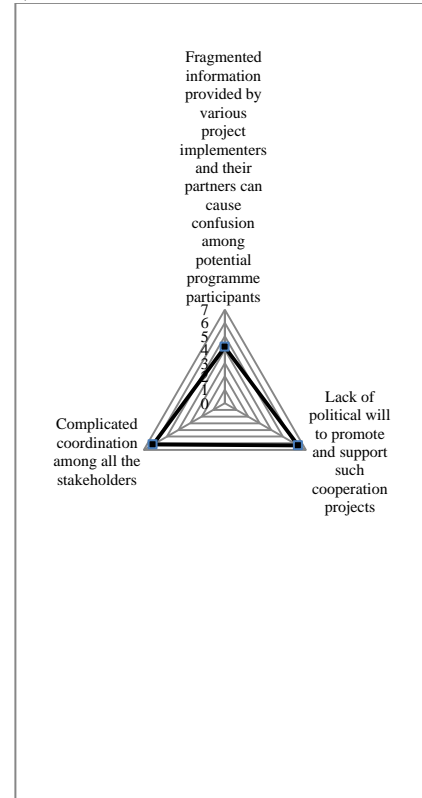 Fragmented
information
provided by
various
project
implementers
and their
partners can
cause
confusion
among
potential
programme
participants
7
6
5
4
3
2
1
0
Lack of
political will
to promote
and support
such
cooperation
projects
Complicated
coordination
among all the
stakeholders